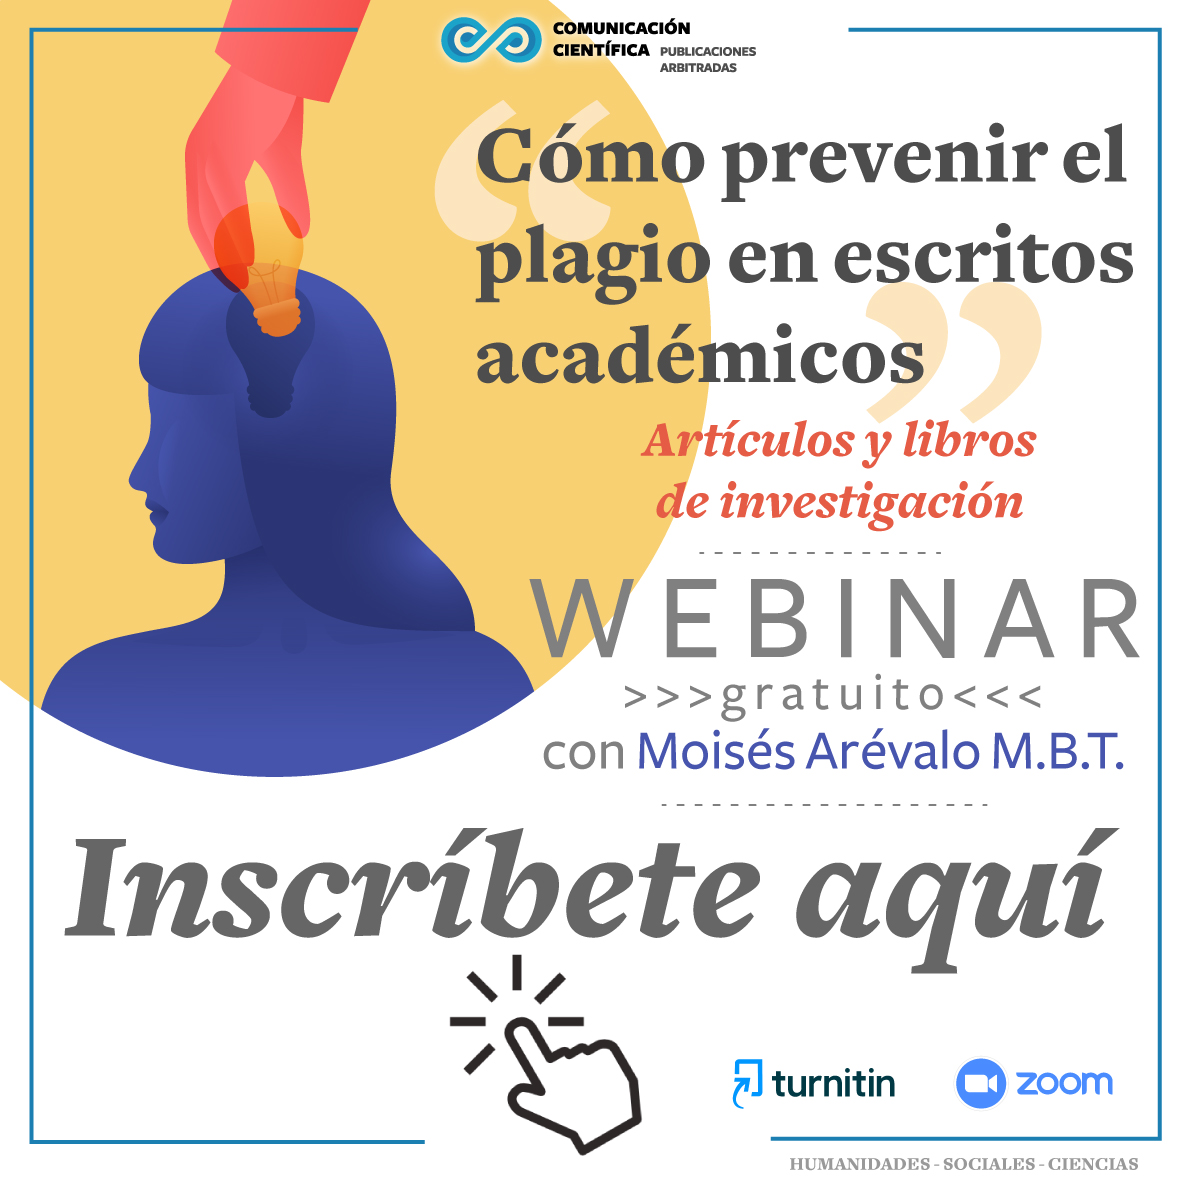 COMUNICACIÓN
CIENTÍFICA PUBLICACIONES
ARBITRADAS
“Cómo prevenir el
plagio en escritos
académicos”
Artículos y libros
de investigación
WEBINAR
>>>gratuito<<<
con Moisés Arévalo M.B.T.
Inscríbete aquí
turnitin
zoom
HUMANIDADES - SOCIALES - CIENCIAS